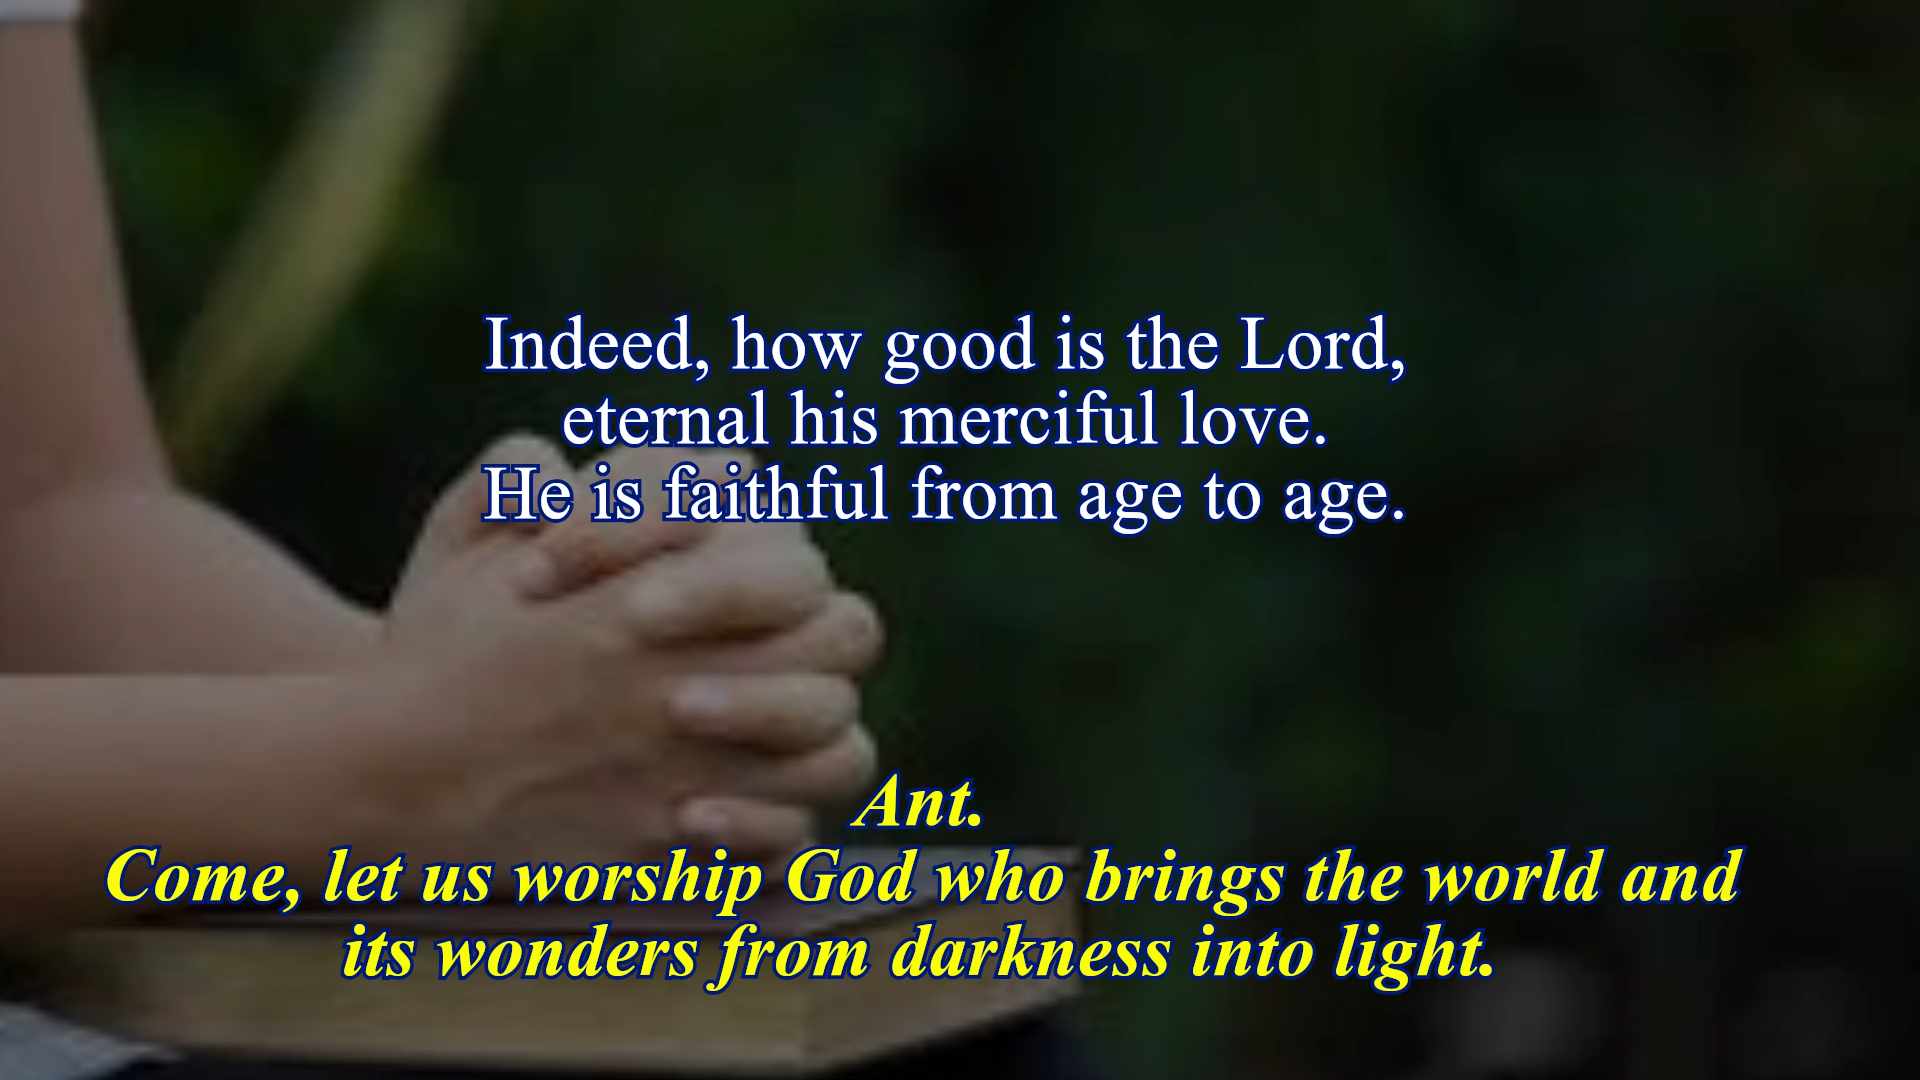 Indeed, how good is the Lord,
eternal his merciful love.
He is faithful from age to age.
Ant.
Come, let us worship God who brings the world and
its wonders from darkness into light.